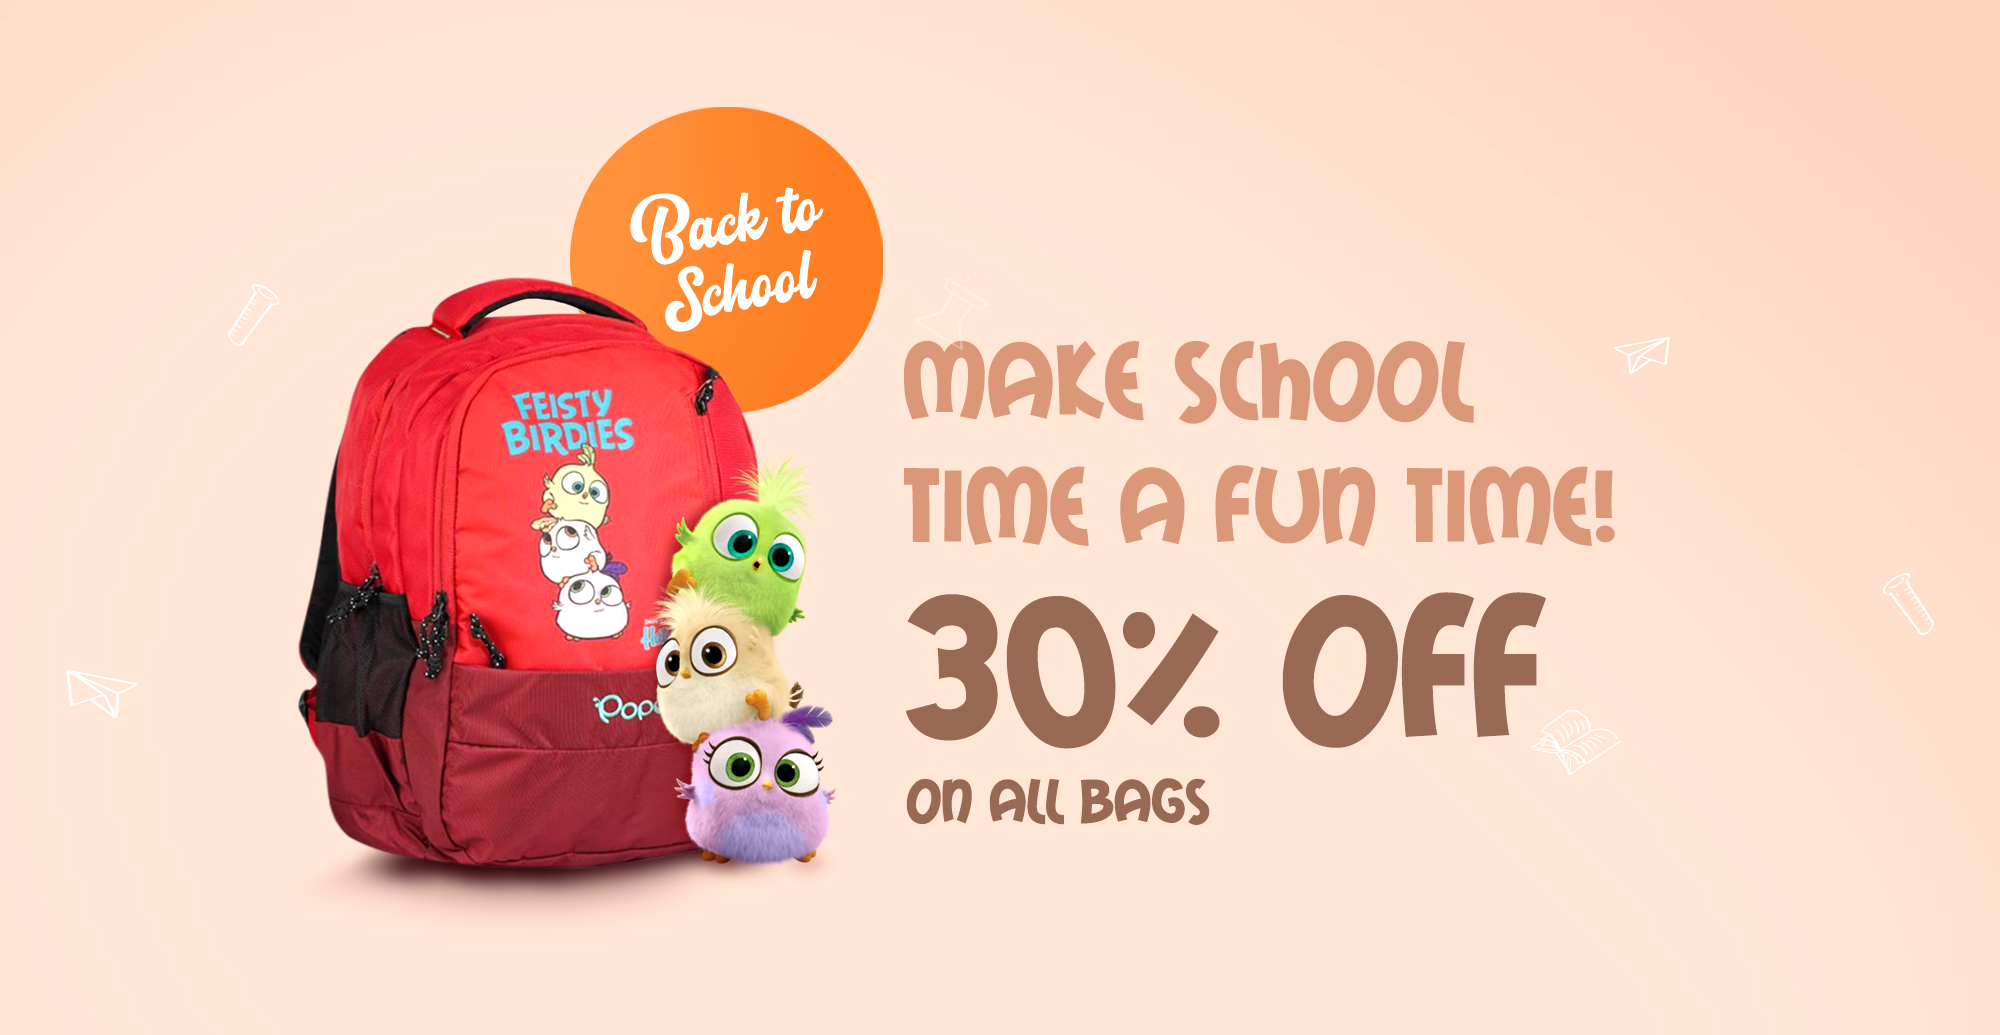 Back to
School
FEISTY
BIRDIES
MAKE SCHOOL
TIME A FUN TIME!
30% OFF
ON ALL BAGS